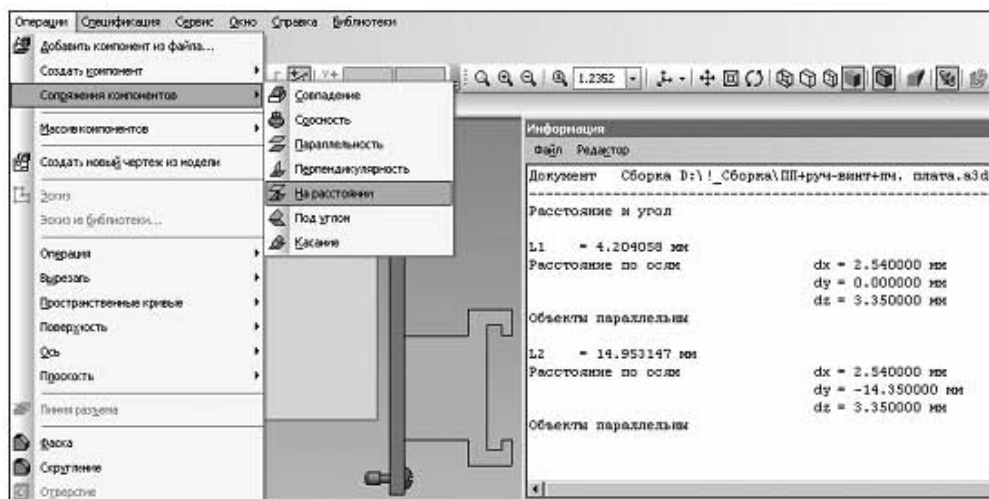 Операции Спецификация Сервис Окно Справка Библиотеки
Добавить компонент из файла...
Создать компонент
Сопряжения компонентов
Массив компонентов
Создать новый чертеж из модели
Эскиз
Эскиз из библиотеки...
Операция
Вырезать
Пространственные кривые
Поверхность
Ось
Плоскость
Линия разъема
Фаска
Скругление
Отверстие
Совпадение
Соосность
Параллельность
Перпендикулярность
На расстоянии
Под углом
Касание
1.2352
Информация
Файл Редактор
Документ Сборка D:\!_Сборка\ПП+руч-винт+пч. плата.a3d
Расстояние и угол
L1 = 4.204058 мм
Расстояние по осям dx = 2.540000 мм
dy = 0.000000 мм
dz = 3.350000 мм
Объекты параллельны
L2 = 14.953147 мм
Расстояние по осям dx = 2.540000 мм
dy = -14.350000 мм
dz = 3.350000 мм
Объекты параллельны